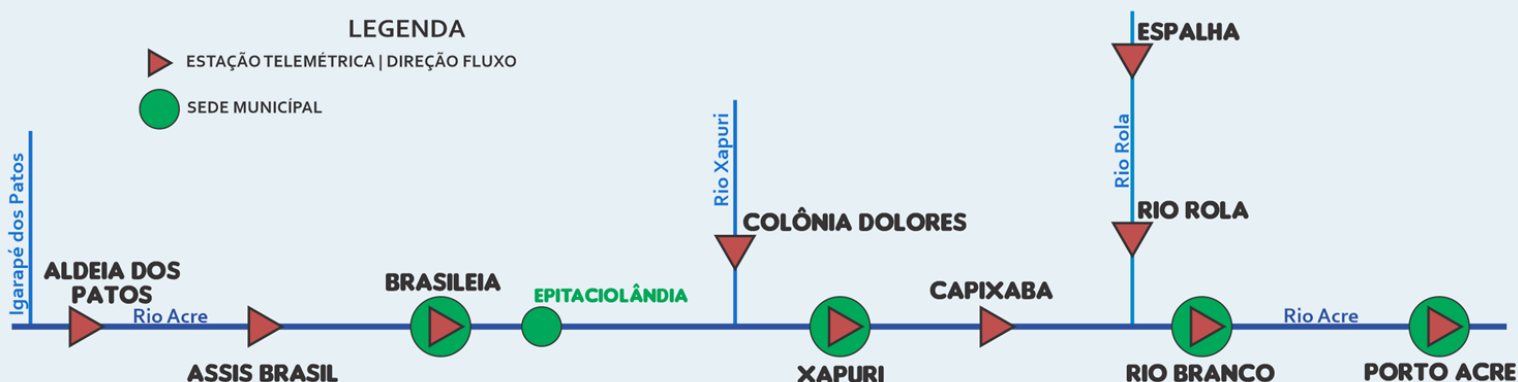 LEGENDA
ESTAÇÃO TELEMÉTRICA | DIREÇÃO FLUXO
SEDE MUNICÍPAL
Igarapé dos Patos
ALDEIA DOS
PATOS
Rio Acre
ASSIS BRASIL
BRASILEIA
EPITACIOLÂNDIA
Rio Xapuri
COLÔNIA DOLORES
XAPURI
CAPIXABA
ESPALHA
Rio Rola
RIO ROLA
RIO BRANCO
Rio Acre
PORTO ACRE